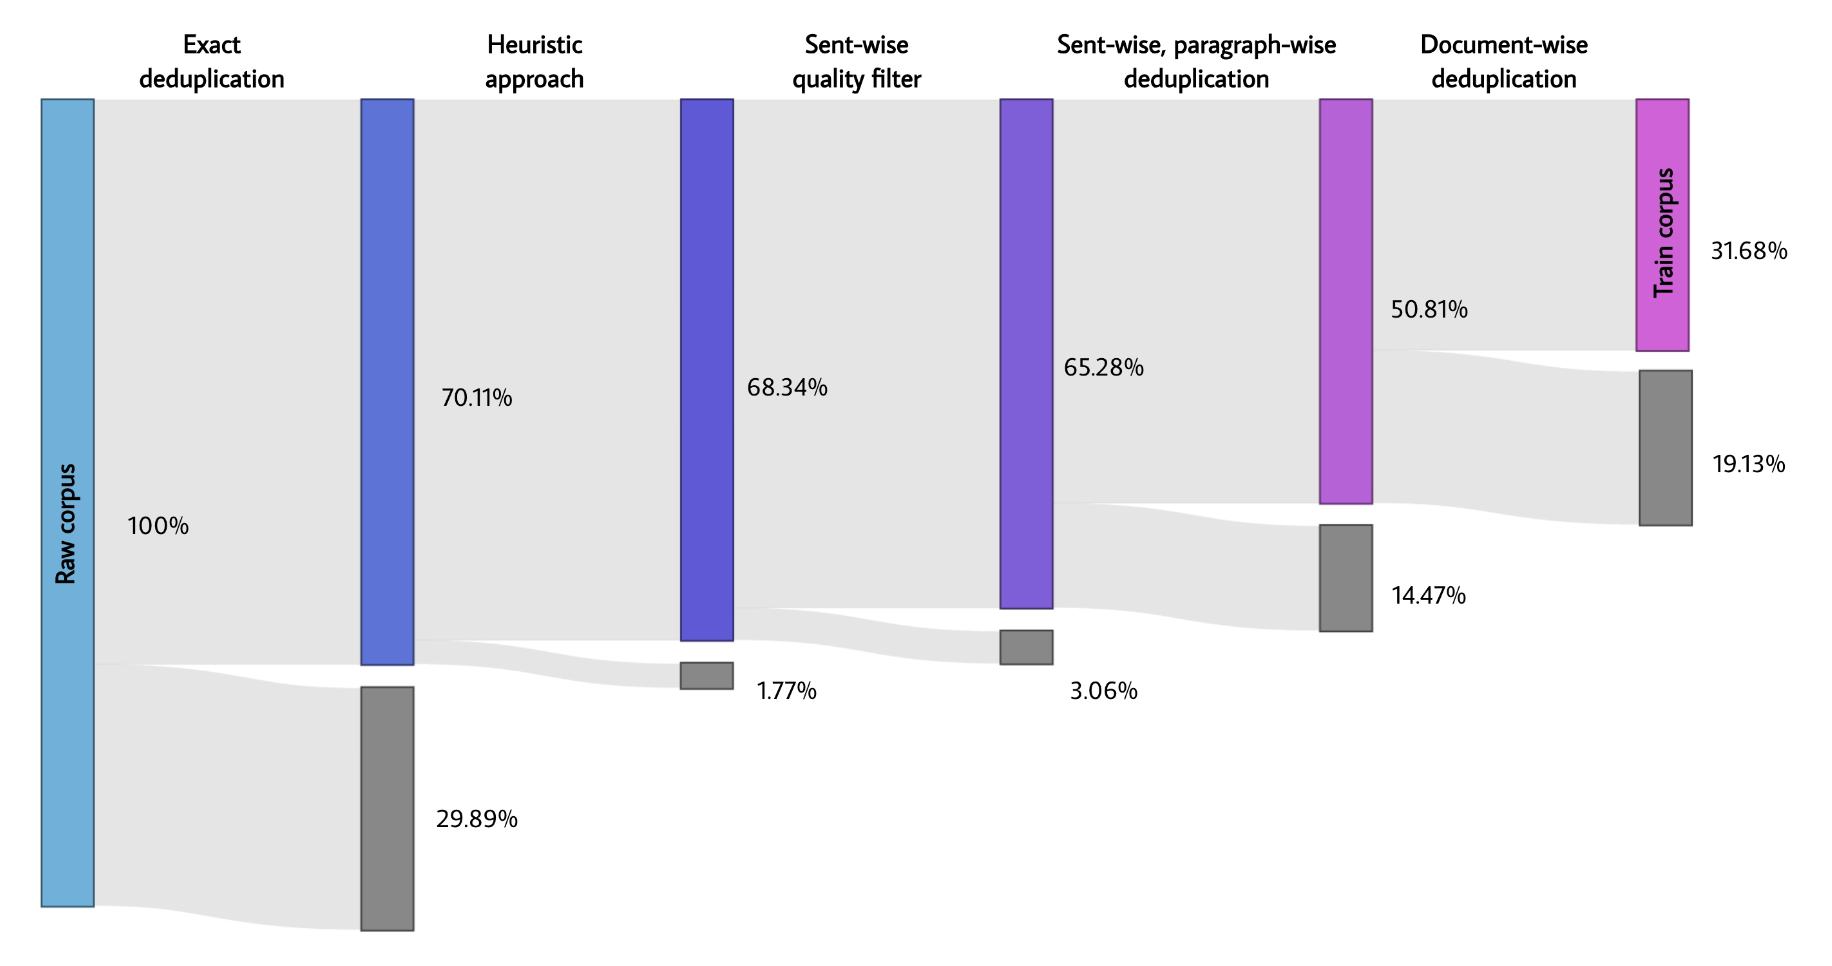 Exact
deduplication
Heuristic
approach
Sent-wise
quality filter
Sent-wise, paragraph-wise
deduplication
Document-wise
deduplication
Raw corpus
100%
70.11%
29.89%
68.34%
1.77%
65.28%
3.06%
50.81%
14.47%
Train corpus
31.68%
19.13%